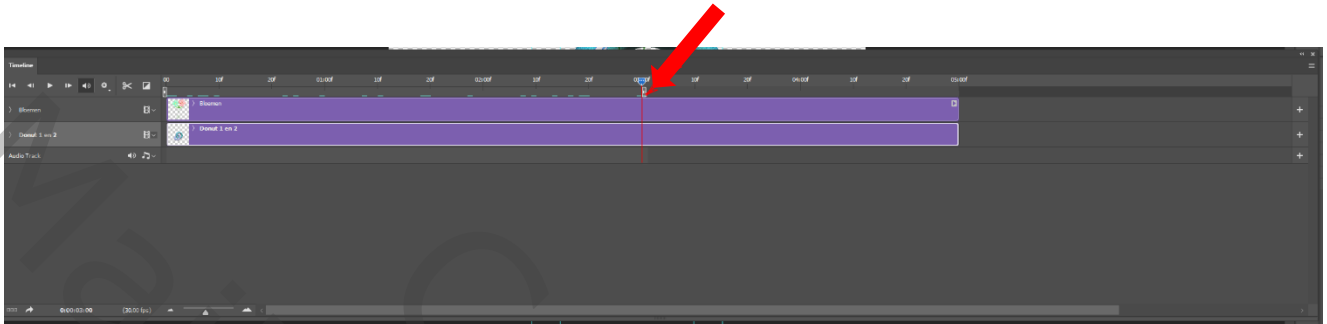 Timeline
00 10f 20f 01:00f 10f 20f 02:00f 10f 20f 03:00f 10f 20f 04:00f 10f 20f 05:00f
Bloemen Bloemen
Donut 1 en 2 Donut 1 en 2
Audio Track
0:00:03:00 (30.00 fps)